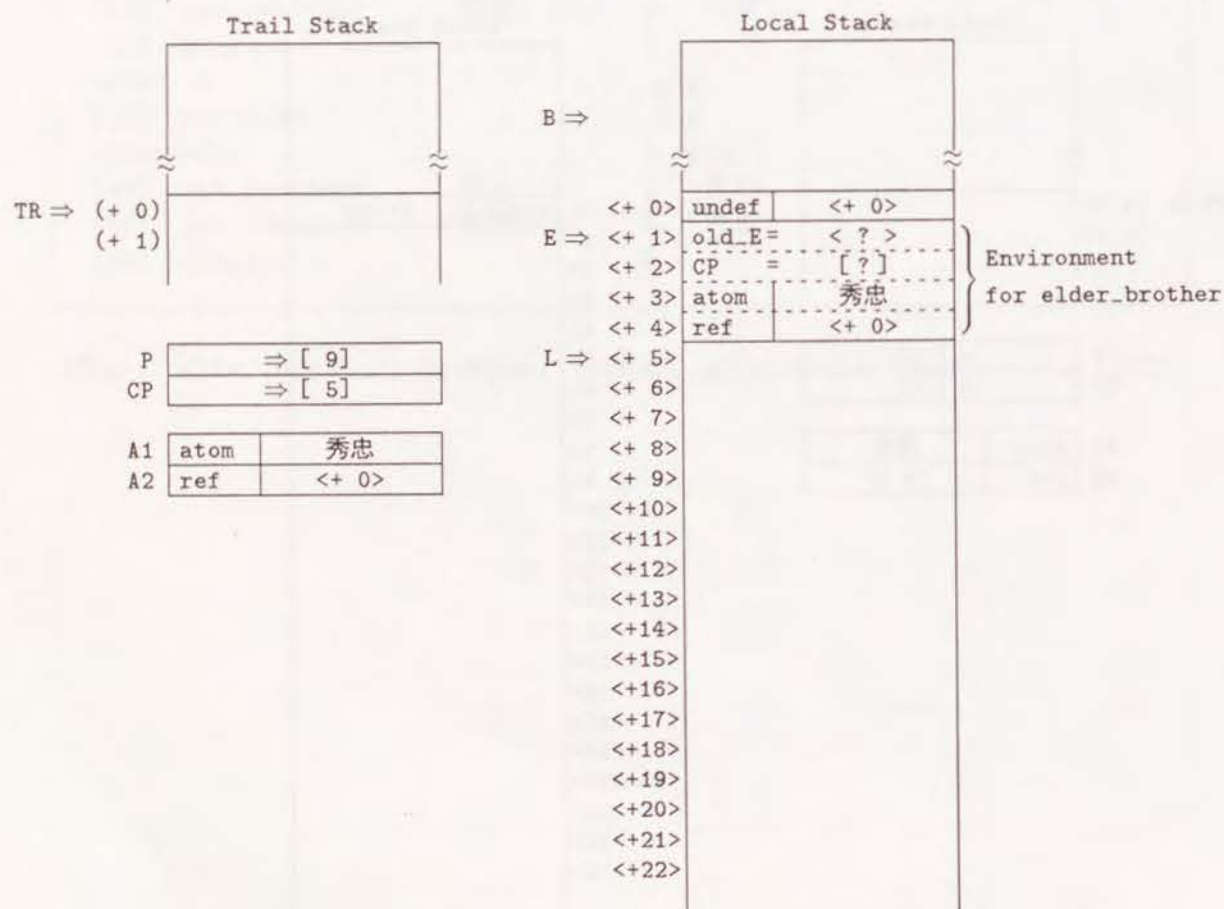 Trail Stack
TR ⇒ (+ 0)
(+ 1)
P ⇒ [ 9]
CP ⇒ [ 5]
A1 atom 秀忠
A2 ref <+ 0>
Local Stack
B ⇒
<+ 0> undef <+ 0>
E ⇒ <+ 1> old_E= < ? >
<+ 2> CP = [ ? ]
<+ 3> atom 秀忠
<+ 4> ref <+ 0>
Environment
for elder_brother
L ⇒ <+ 5>
<+ 6>
<+ 7>
<+ 8>
<+ 9>
<+10>
<+11>
<+12>
<+13>
<+14>
<+15>
<+16>
<+17>
<+18>
<+19>
<+20>
<+21>
<+22>